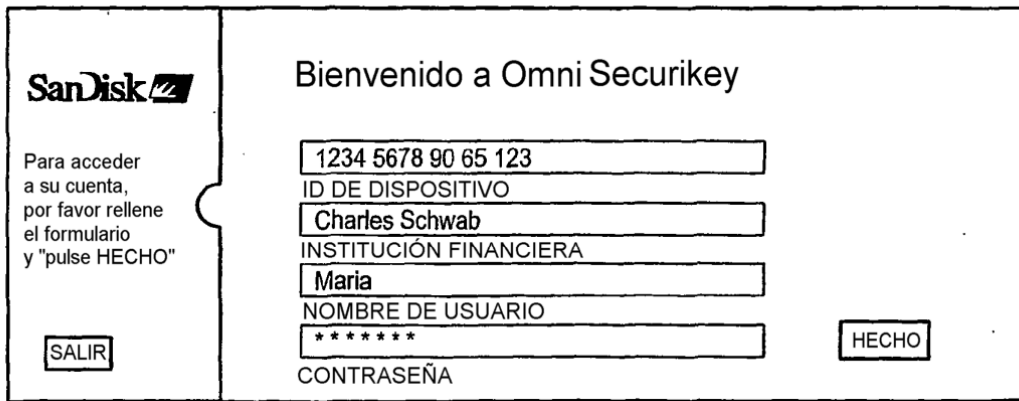 SanDisk
Para acceder
a su cuenta,
por favor rellene
el formulario
y "pulse HECHO"
SALIR
Bienvenido a Omni Securikey
1234 5678 90 65 123
ID DE DISPOSITIVO
Charles Schwab
INSTITUCIÓN FINANCIERA
Maria
NOMBRE DE USUARIO
* * * * * * *
CONTRASEÑA
HECHO